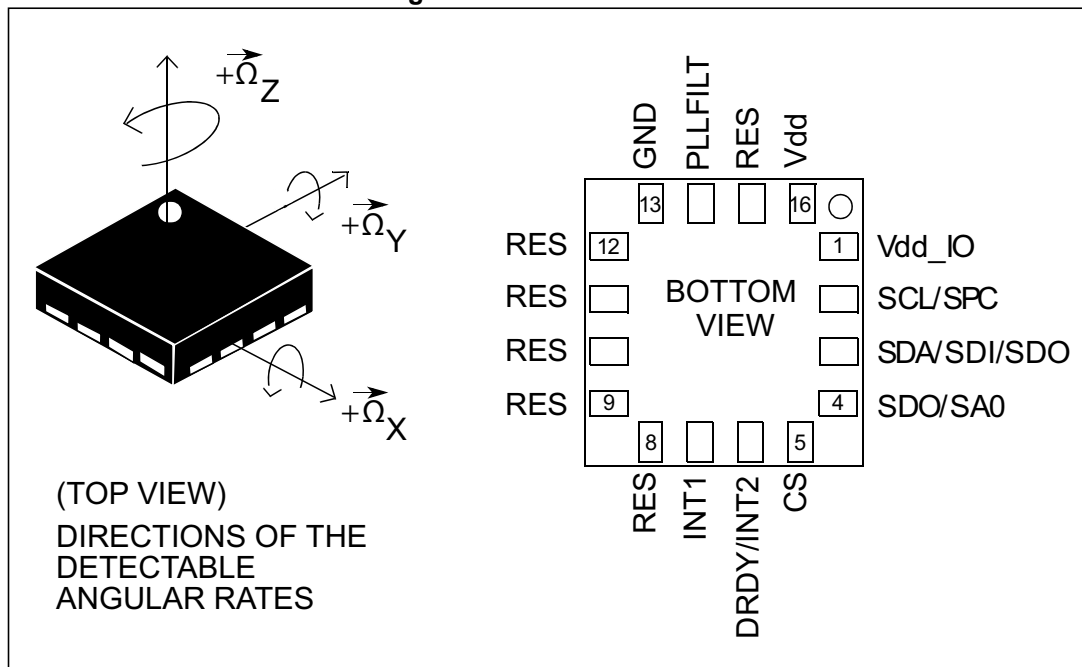 g
+Ω Z
+Ω Y
+Ω X
(TOP VIEW)
DIRECTIONS OF THE
DETECTABLE
ANGULAR RATES
GND
PLLFILT
RES
Vdd
13
16
RES
12
1
Vdd_IO
RES
BOTTOM
VIEW
SCL/SPC
RES
SDA/SDI/SDO
RES
9
4
SDO/SA0
8
5
RES
INT1
DRDY/INT2
CS